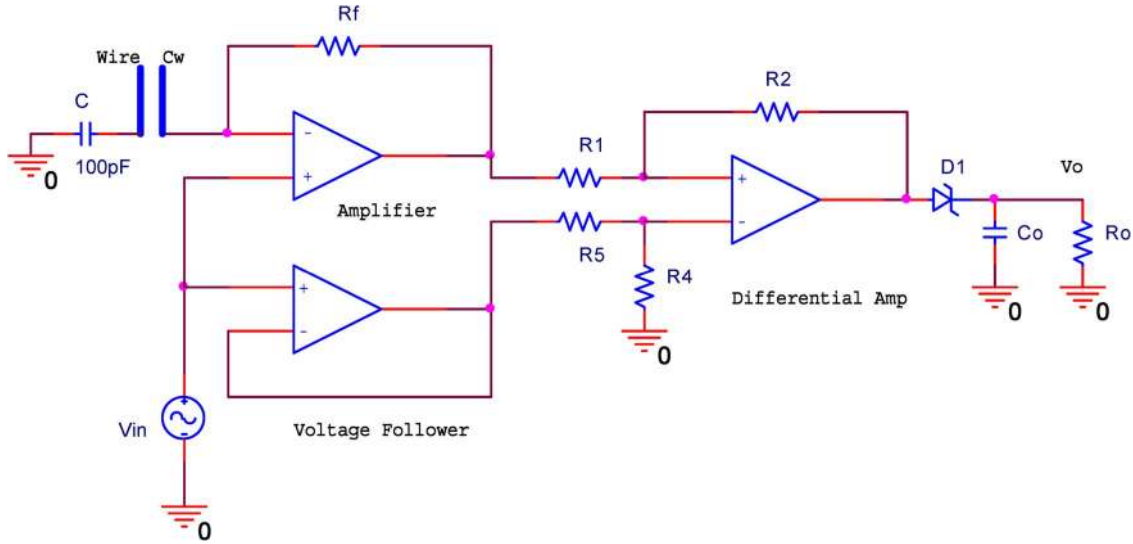 Rf
Wire Cw
C
100pF
0
-
+
Amplifier
R1
R2
+
-
D1
Vo
R5
R4
Co
Ro
Differential Amp
0
0
0
+
-
Voltage Follower
Vin
+
-
0